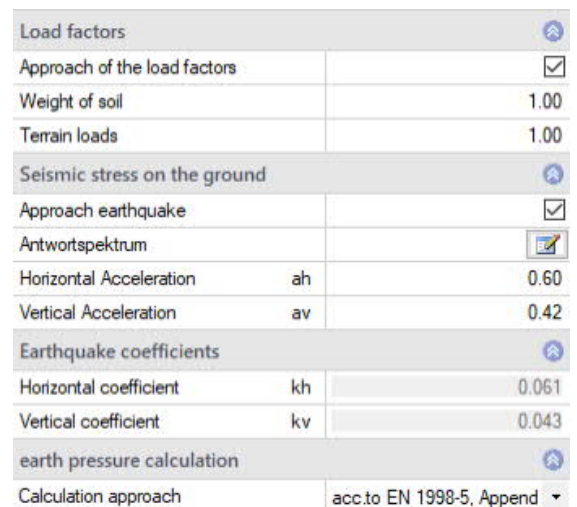 Load factors
Approach of the load factors
Weight of soil 1.00
Terrain loads 1.00
Seismic stress on the ground
Approach earthquake
Antwortspektrum
Horizontal Acceleration ah 0.60
Vertical Acceleration av 0.42
Earthquake coefficients
Horizontal coefficient kh 0.061
Vertical coefficient kv 0.043
earth pressure calculation
Calculation approach acc.to EN 1998-5, Append